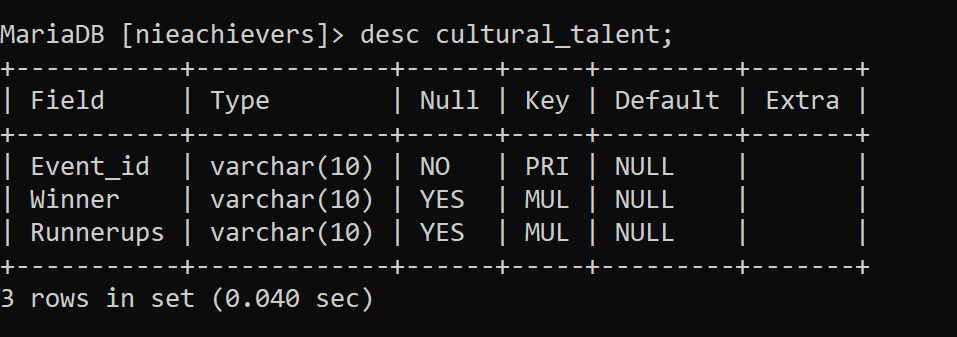 MariaDB [nieachievers]> desc cultural_talent;
+-----------+-------------+------+-----+---------+-------+
| Field     | Type        | Null | Key | Default | Extra |
+-----------+-------------+------+-----+---------+-------+
| Event_id  | varchar(10) | NO   | PRI | NULL    |       |
| Winner    | varchar(10) | YES  | MUL | NULL    |       |
| Runnerups | varchar(10) | YES  | MUL | NULL    |       |
+-----------+-------------+------+-----+---------+-------+
3 rows in set (0.040 sec)